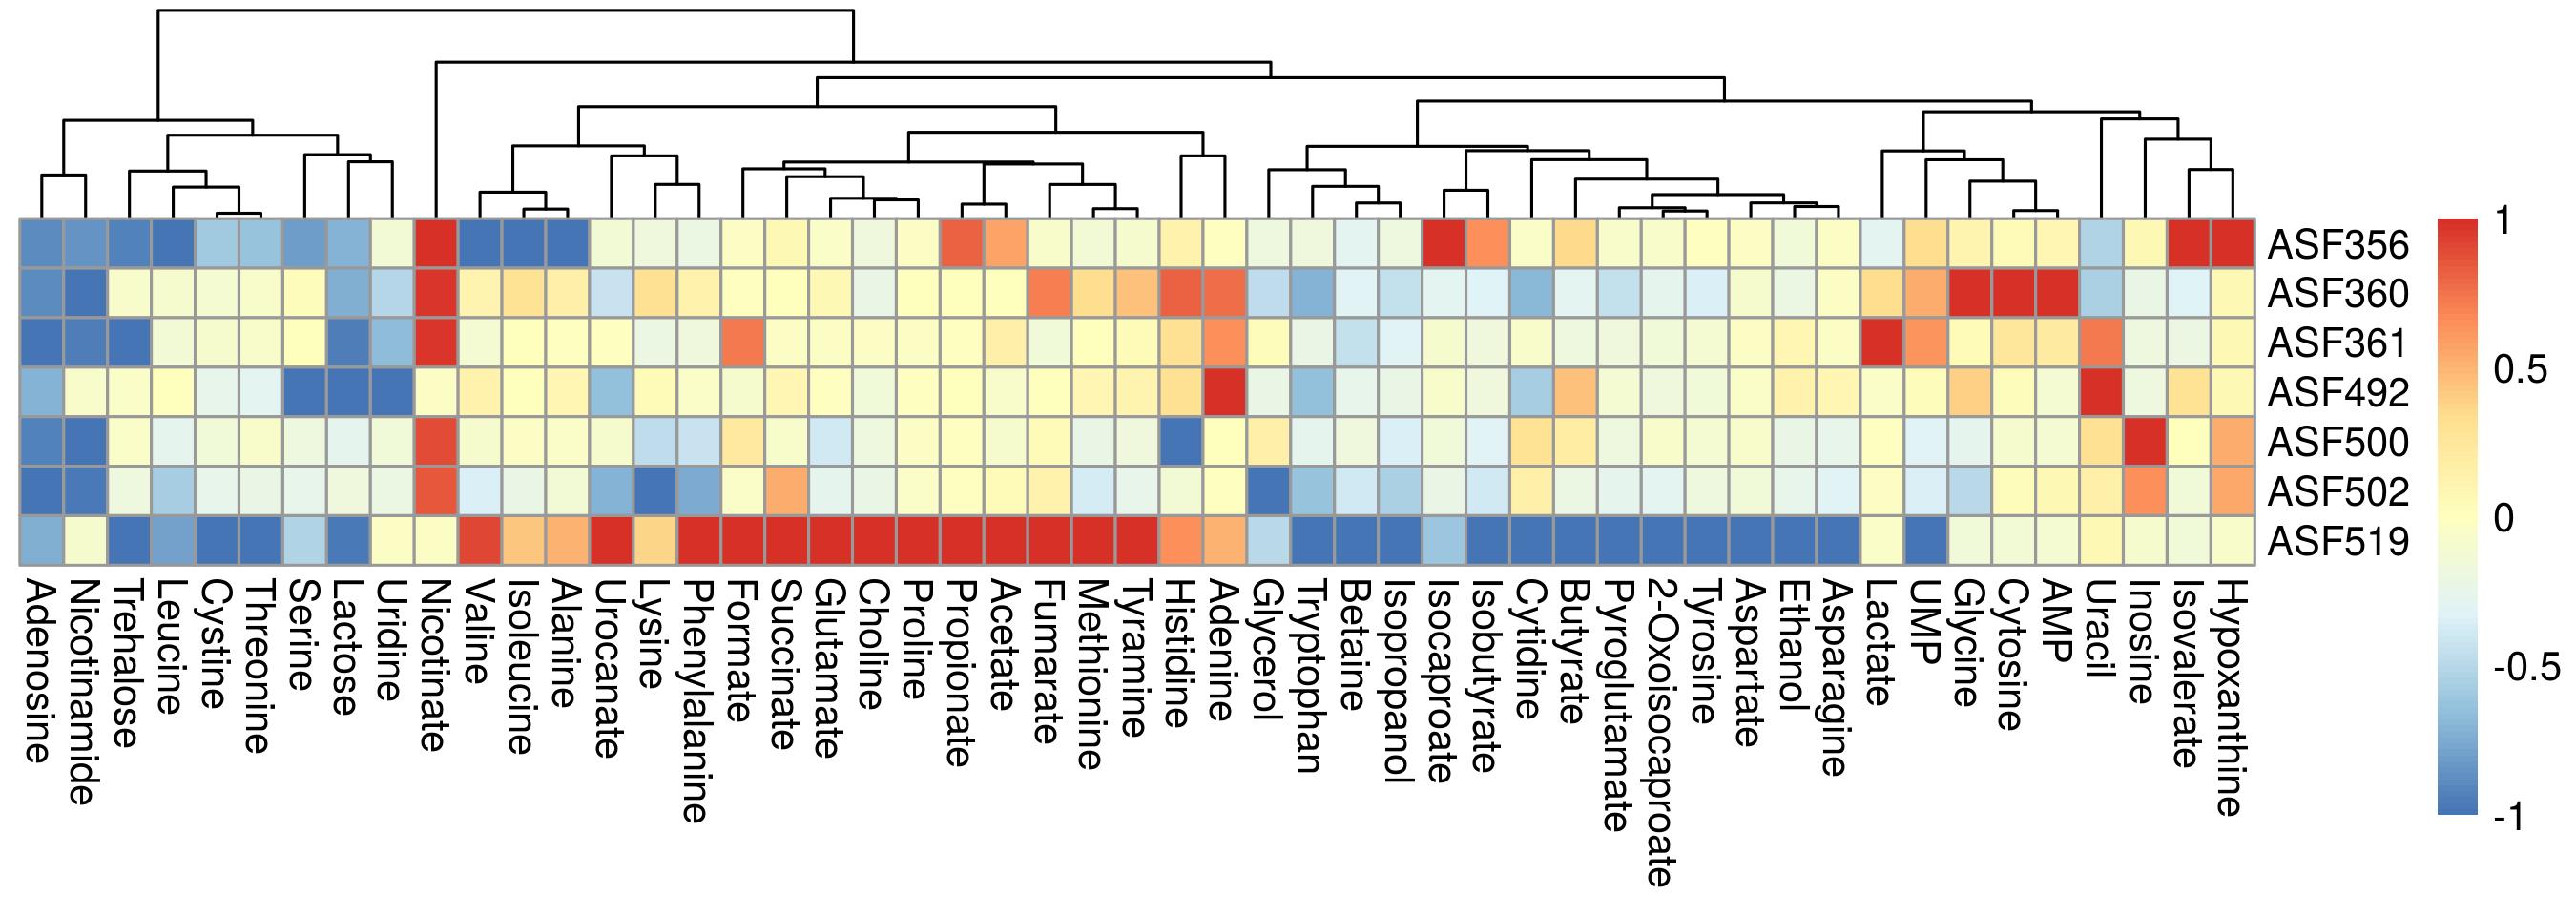 1
ASF356
ASF360
ASF361
0.5
ASF492
ASF500
ASF502
0
ASF519
-0.5
-1
Adenosine
Nicotinamide
Trehalose
Leucine
Cystine
Threonine
Serine
Lactose
Uridine
Nicotinate
Valine
Isoleucine
Alanine
Urocanate
Lysine
Phenylalanine
Formate
Succinate
Glutamate
Choline
Proline
Propionate
Acetate
Fumarate
Methionine
Tyramine
Histidine
Adenine
Glycerol
Tryptophan
Betaine
Isopropanol
Isocaproate
Isobutyrate
Cytidine
Butyrate
Pyroglutamate
2-Oxoisocaproate
Tyrosine
Aspartate
Ethanol
Asparagine
Lactate
UMP
Glycine
Cytosine
AMP
Uracil
Inosine
Isovalerate
Hypoxanthine